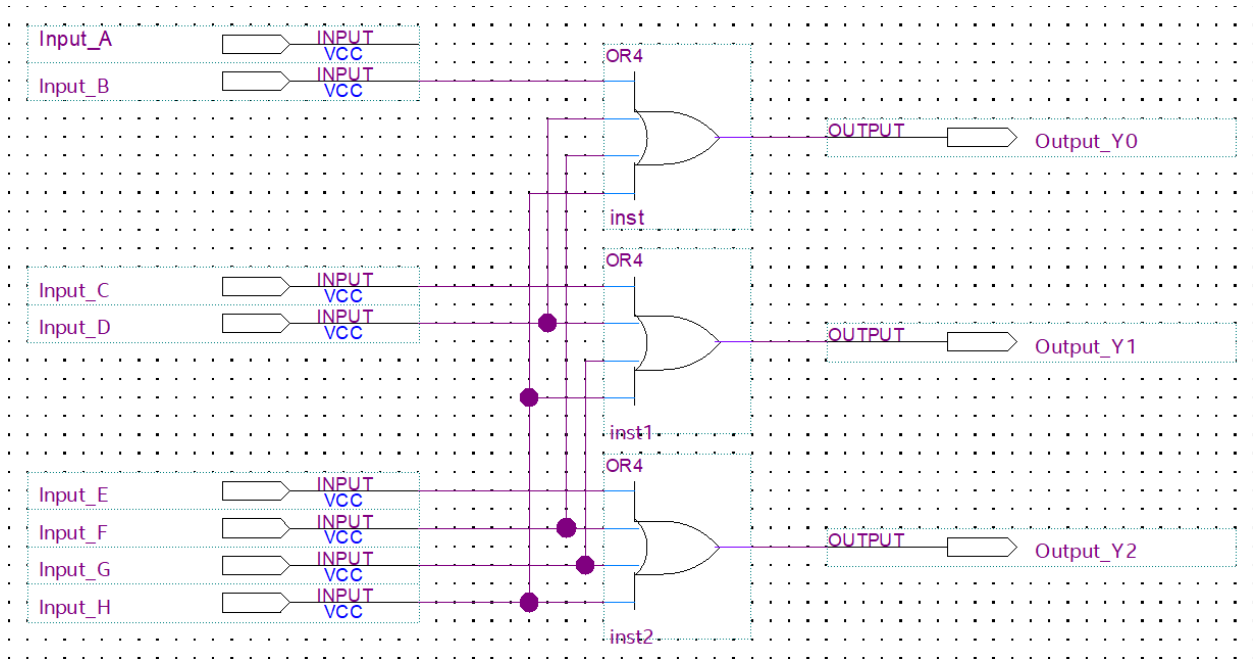 Input_A INPUT
VCC
Input_B INPUT
VCC
OR4
OUTPUT Output_Y0
inst
OR4
Input_C INPUT
VCC
Input_D INPUT
VCC
OUTPUT Output_Y1
inst1
OR4
Input_E INPUT
VCC
Input_F INPUT
VCC
OUTPUT Output_Y2
Input_G INPUT
VCC
Input_H INPUT
VCC
inst2